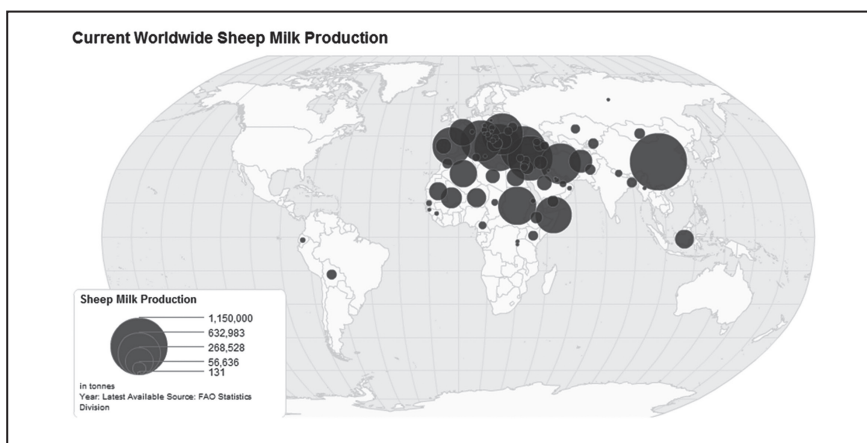 Current Worldwide Sheep Milk Production
Sheep Milk Production
1,150,000
632,983
268,528
56,636
131
in tonnes
Year: Latest Available Source: FAO Statistics
Division